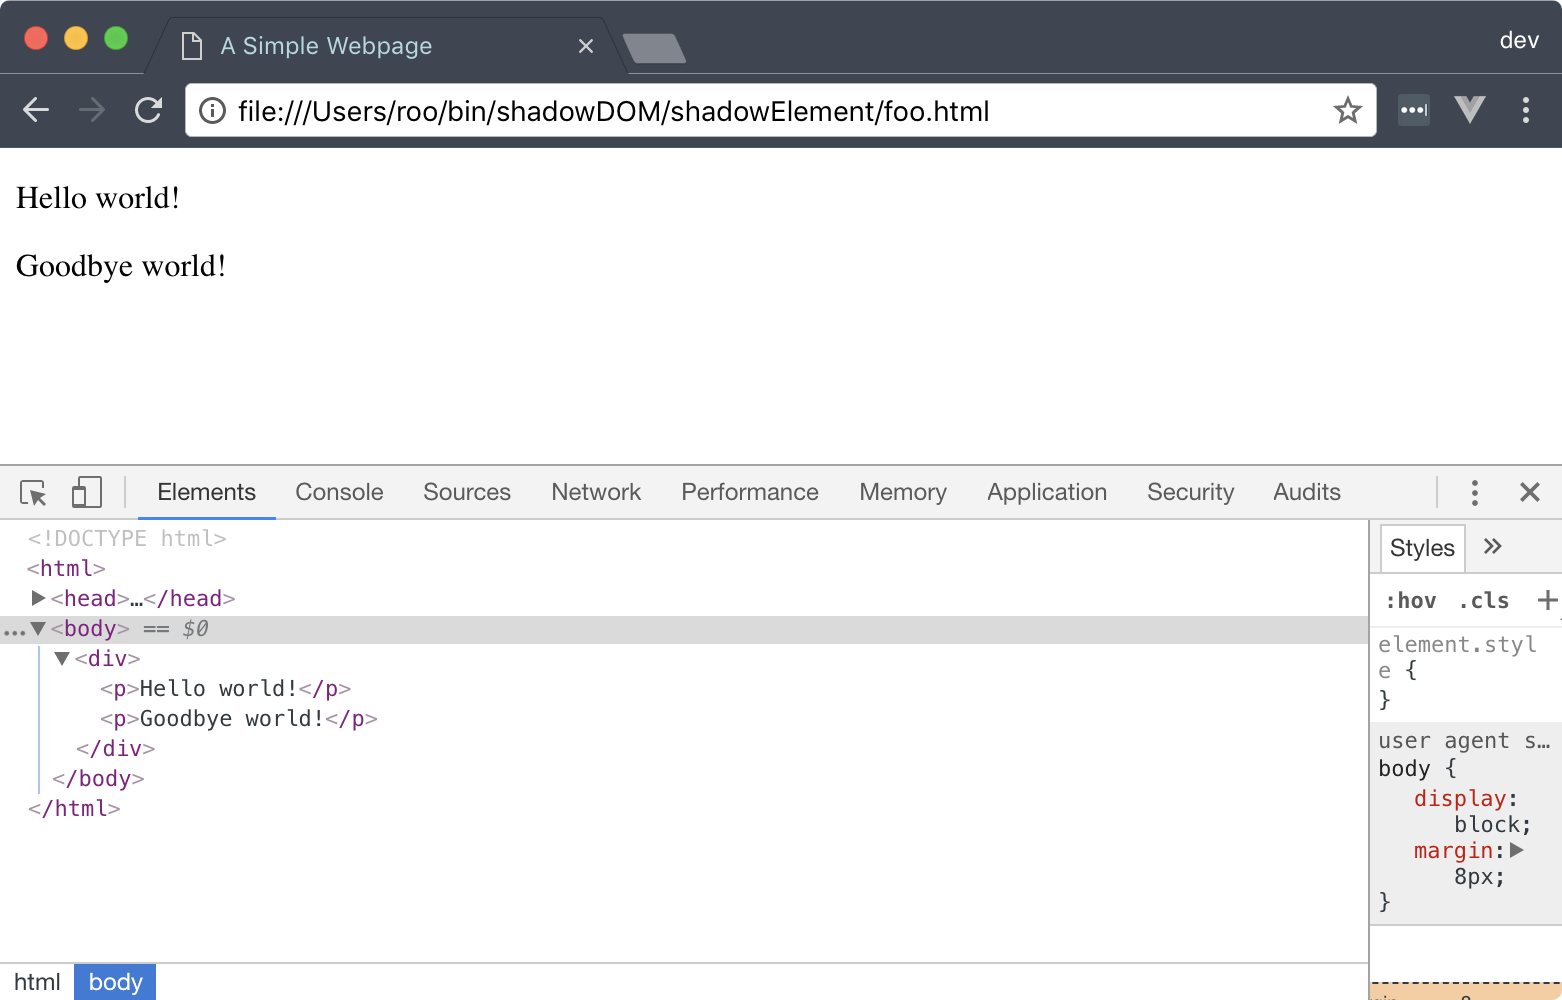 A Simple Webpage
dev
file:///Users/roo/bin/shadowDOM/shadowElement/foo.html
Hello world!
Goodbye world!
Elements Console Sources Network Performance Memory Application Security Audits
<!DOCTYPE html>
<html>
<head>…</head>
<body> == $0
<div>
<p>Hello world!</p>
<p>Goodbye world!</p>
</div>
</body>
</html>
html body
Styles »
:hov .cls +
element.styl
e {
}
user agent s…
body {
display:
block;
margin:
8px;
}